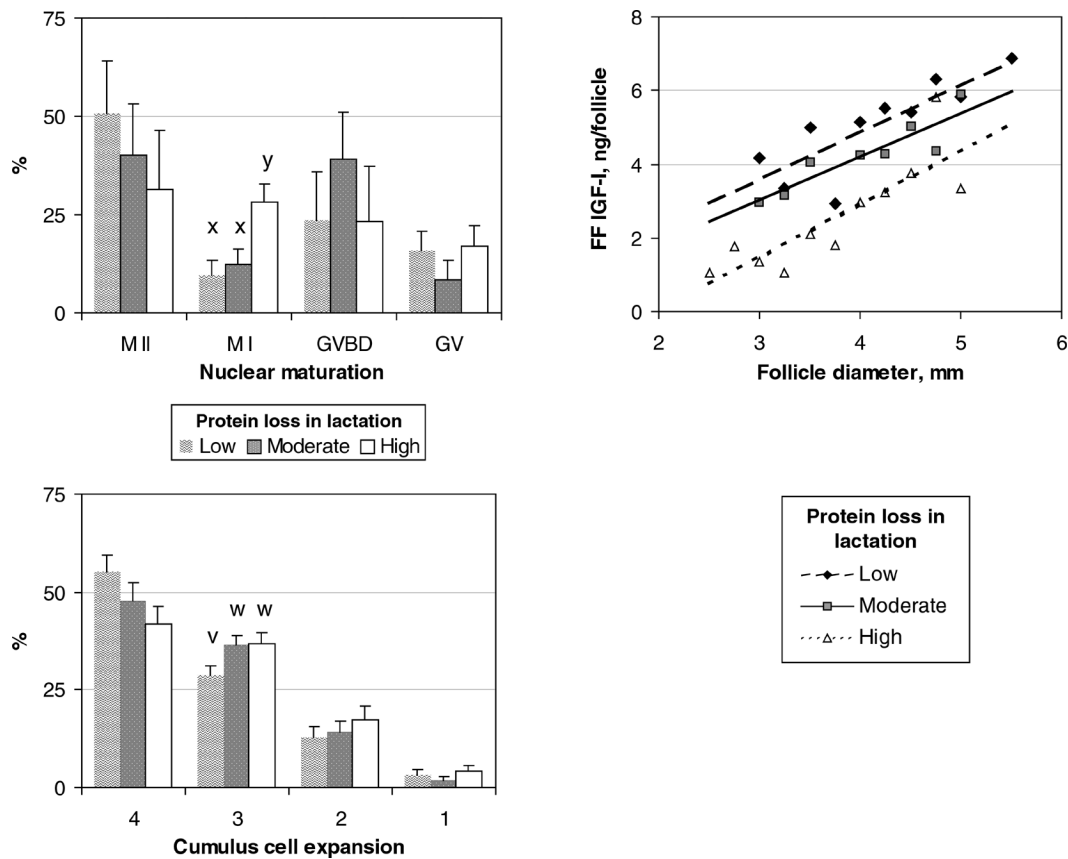 75
50
25
0
%
x
x
y
M II
M I
GVBD
GV
Nuclear maturation
Protein loss in lactation
Low Moderate High
75
50
25
0
%
v
w
w
4
3
2
1
Cumulus cell expansion
8
6
4
2
0
FF IGF-I, ng/follicle
2
3
4
5
6
Follicle diameter, mm
Protein loss in
lactation
Low
Moderate
High